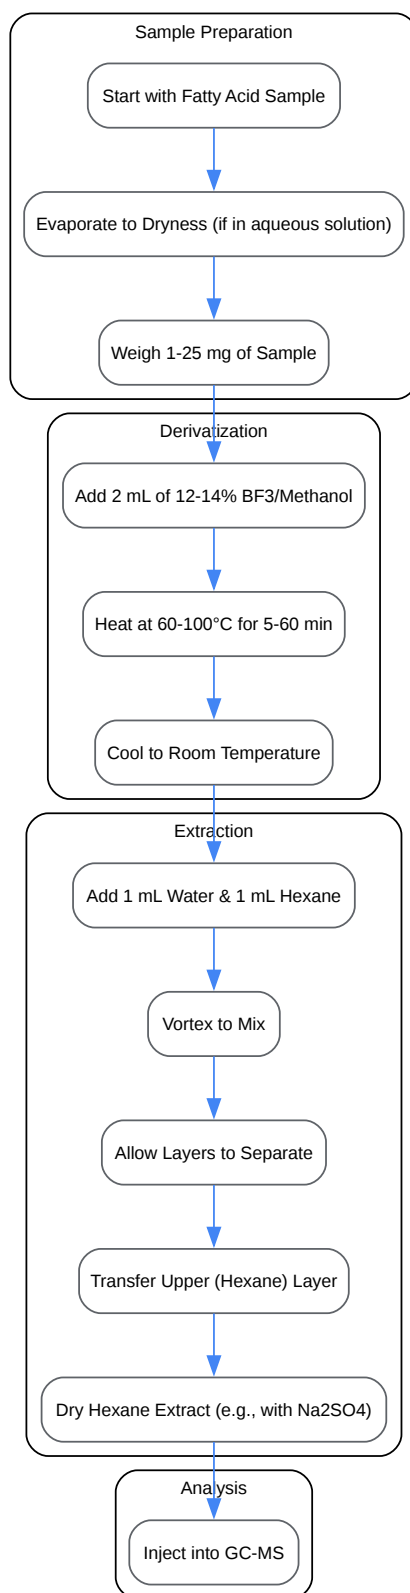 Sample Preparation
Start with Fatty Acid Sample
Evaporate to Dryness (if in aqueous solution)
Weigh 1-25 mg of Sample
Derivatization
Add 2 mL of 12-14% BF3/Methanol
Heat at 60-100°C for 5-60 min
Cool to Room Temperature
Extraction
Add 1 mL Water & 1 mL Hexane
Vortex to Mix
Allow Layers to Separate
Transfer Upper (Hexane) Layer
Dry Hexane Extract (e.g., with Na2SO4)
Analysis
Inject into GC-MS